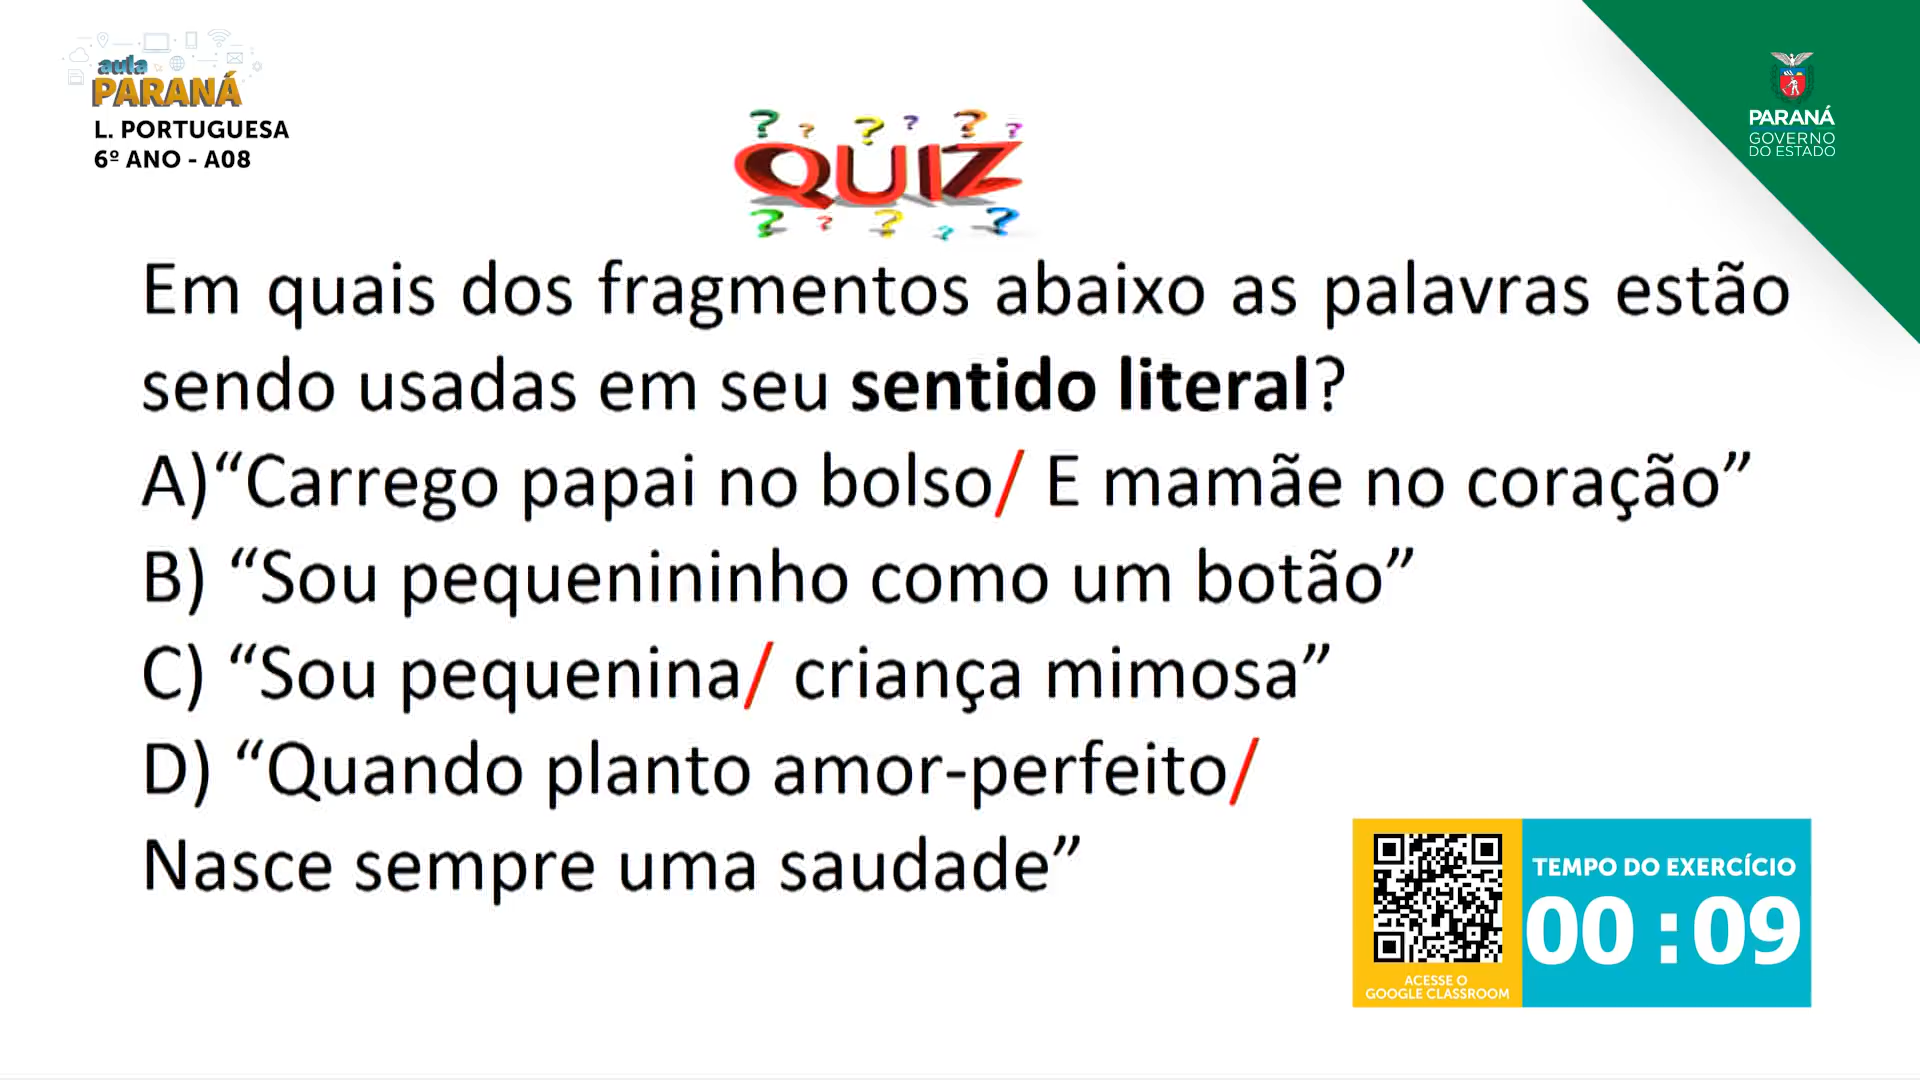 aula
PARANÁ
L. PORTUGUESA
6º ANO - A08
QUIZ
PARANÁ
GOVERNO
DO ESTADO
Em quais dos fragmentos abaixo as palavras estão
sendo usadas em seu sentido literal?
A)“Carrego papai no bolso/ E mamãe no coração”
B) “Sou pequenininho como um botão”
C) “Sou pequenina/ criança mimosa”
D) “Quando planto amor-perfeito/
Nasce sempre uma saudade”
TEMPO DO EXERCÍCIO
00:09
ACESSE O
GOOGLE CLASSROOM